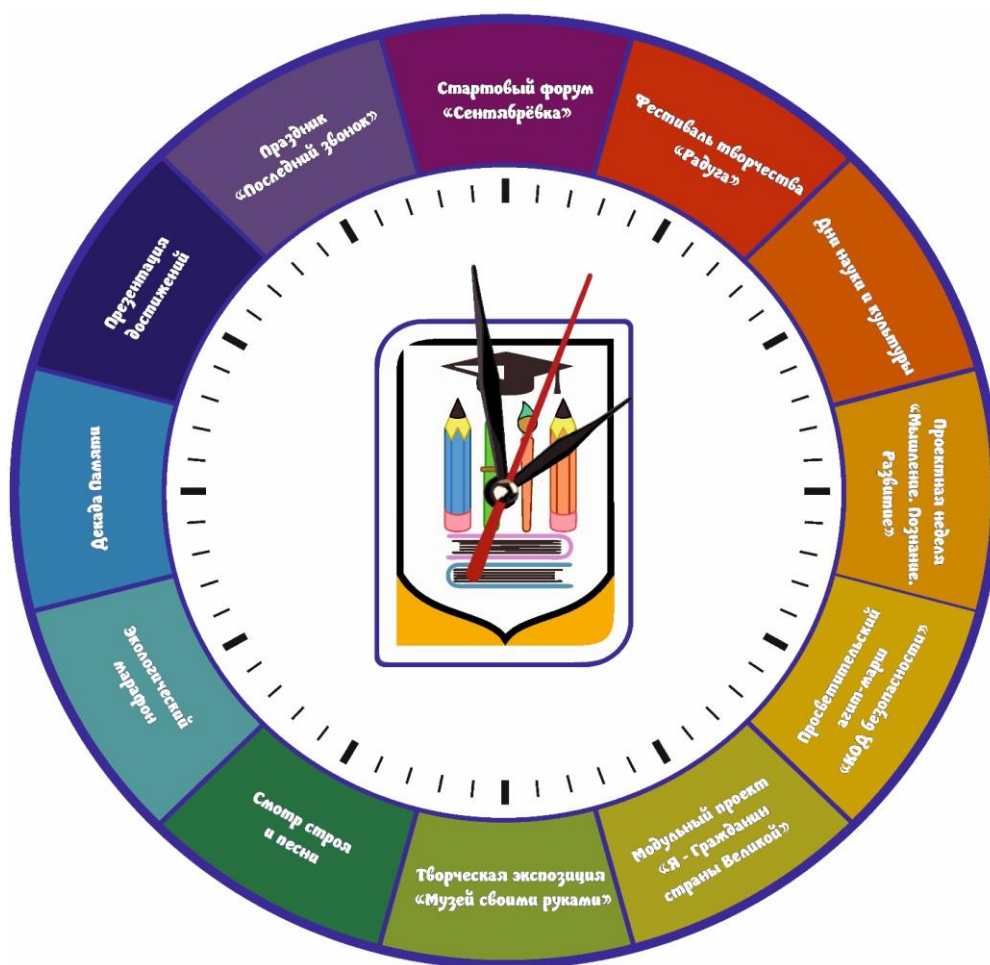 Стартовый форум
«Сентябрёвка»
Фестиваль творчества
«Радуга»
Дни науки и культуры
Проектная неделя
«Мышление. Познание.
Развитие»
Просветительский
агит-марш
«КОД безопасности»
Модульный проект
«Я - Гражданин
страны Великой»
Творческая экспозиция
«Музей своими руками»
Смотр строя
и песни
Экологический
марафон
Декада Памяти
Презентация
достижений
Праздник
«Последний звонок»